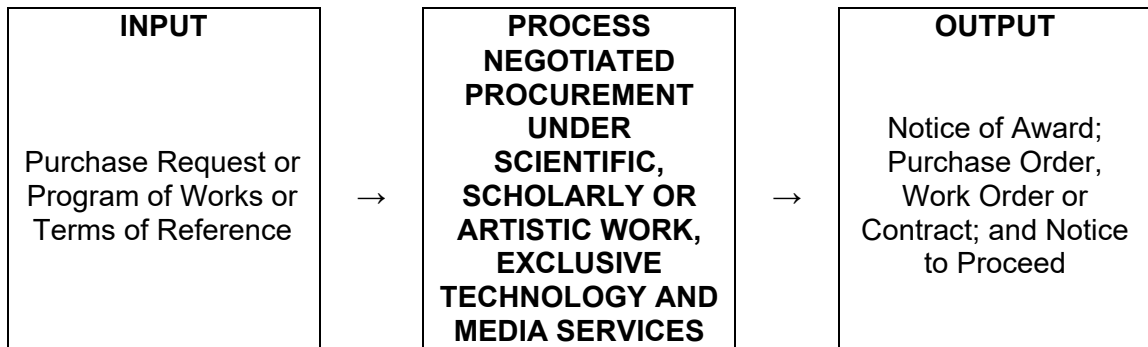 INPUT
Purchase Request or
Program of Works or
Terms of Reference
→
PROCESS
NEGOTIATED
PROCUREMENT
UNDER
SCIENTIFIC,
SCHOLARLY OR
ARTISTIC WORK,
EXCLUSIVE
TECHNOLOGY AND
MEDIA SERVICES
→
OUTPUT
Notice of Award;
Purchase Order,
Work Order or
Contract; and Notice
to Proceed